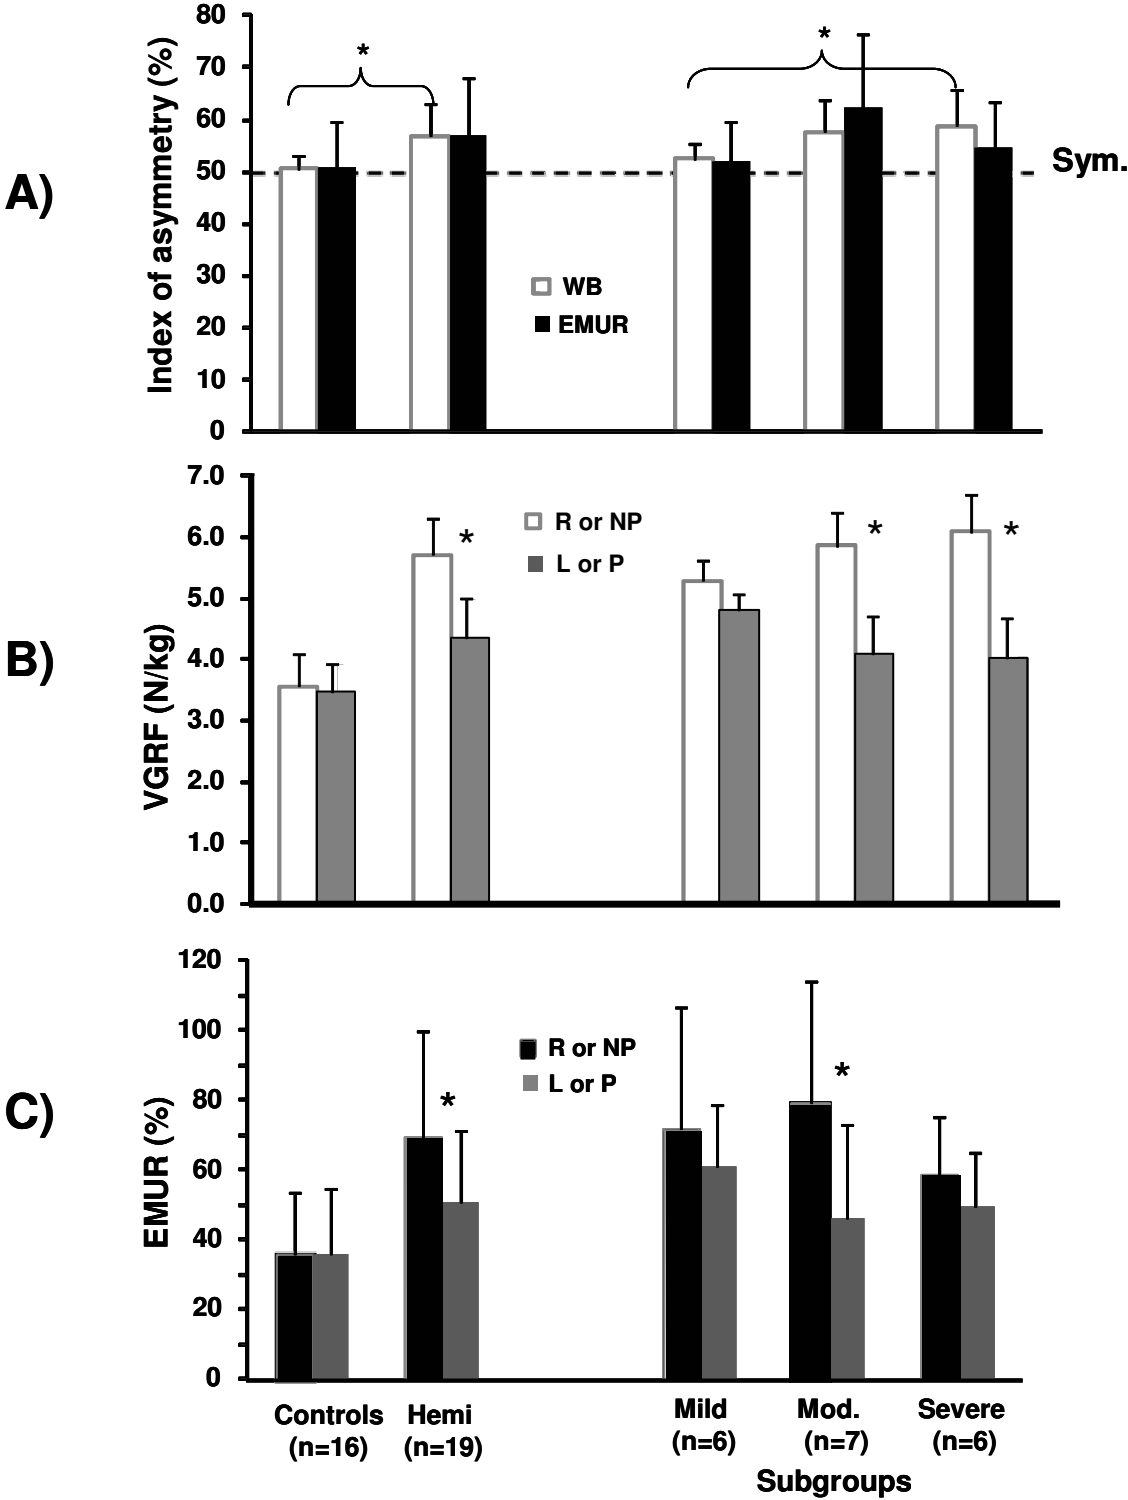 A)
Index of asymmetry (%)
80
70
60
50
40
30
20
10
0
*
*
Sym.
WB
EMUR
B)
VGRF (N/kg)
7.0
6.0
5.0
4.0
3.0
2.0
1.0
0.0
R or NP
L or P
*
*
*
C)
EMUR (%)
120
100
80
60
40
20
0
R or NP
L or P
*
*
Controls Hemi Mild Mod. Severe
(n=16) (n=19) (n=6) (n=7) (n=6)
Subgroups